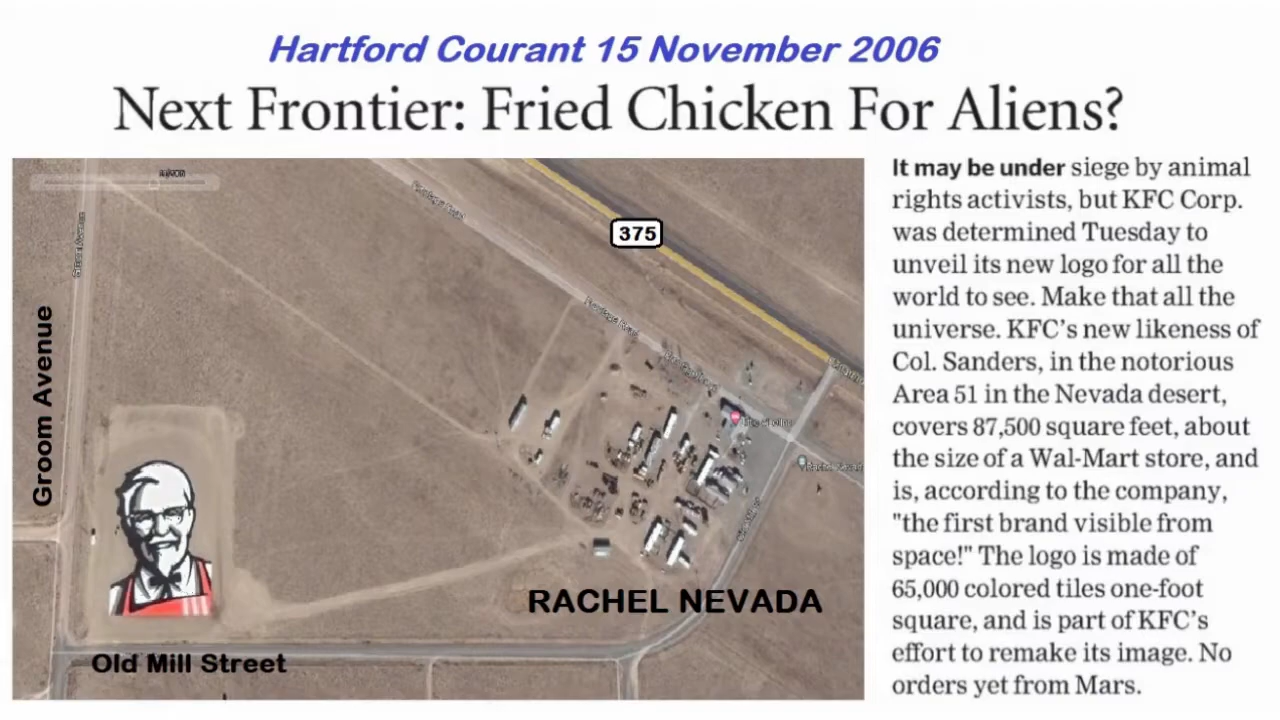 Hartford Courant 15 November 2006
Next Frontier: Fried Chicken For Aliens?
375
Groom Avenue
RACHEL NEVADA
Old Mill Street
It may be under siege by animal
rights activists, but KFC Corp.
was determined Tuesday to
unveil its new logo for all the
world to see. Make that all the
universe. KFC's new likeness of
Col. Sanders, in the notorious
Area 51 in the Nevada desert,
covers 87,500 square feet, about
the size of a Wal-Mart store, and
is, according to the company,
"the first brand visible from
space!" The logo is made of
65,000 colored tiles one-foot
square, and is part of KFC's
effort to remake its image. No
orders yet from Mars.